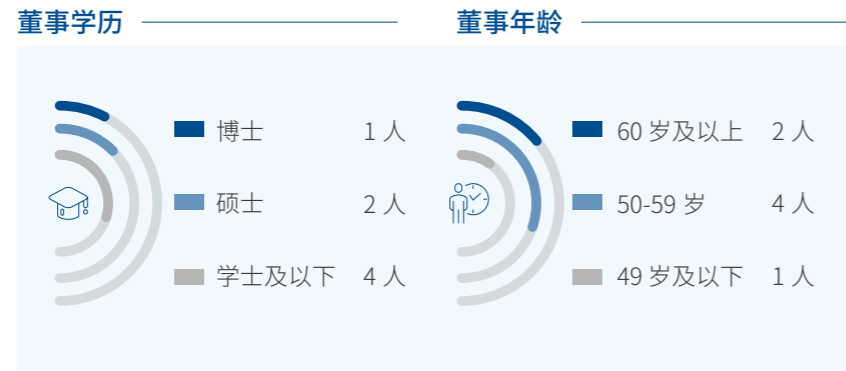 董事学历
博士 1 人
硕士 2 人
学士及以下 4 人
董事年龄
60 岁及以上 2 人
50-59 岁 4 人
49 岁及以下 1 人